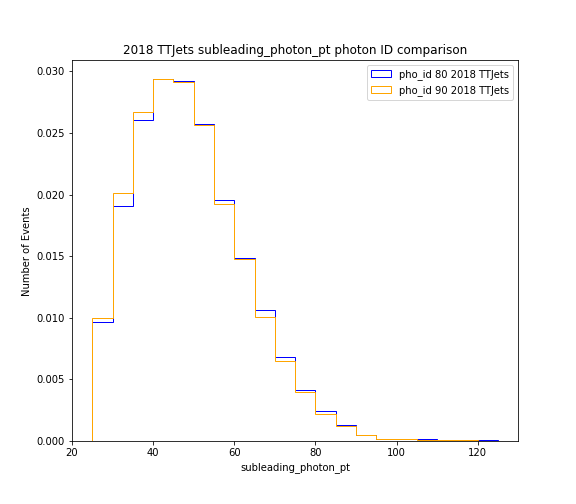 2018 TTJets subleading_photon_pt photon ID comparison
pho_id 80 2018 TTJets
pho_id 90 2018 TTJets
Number of Events
0.030
0.025
0.020
0.015
0.010
0.005
0.000
20 40 60 80 100 120
subleading_photon_pt